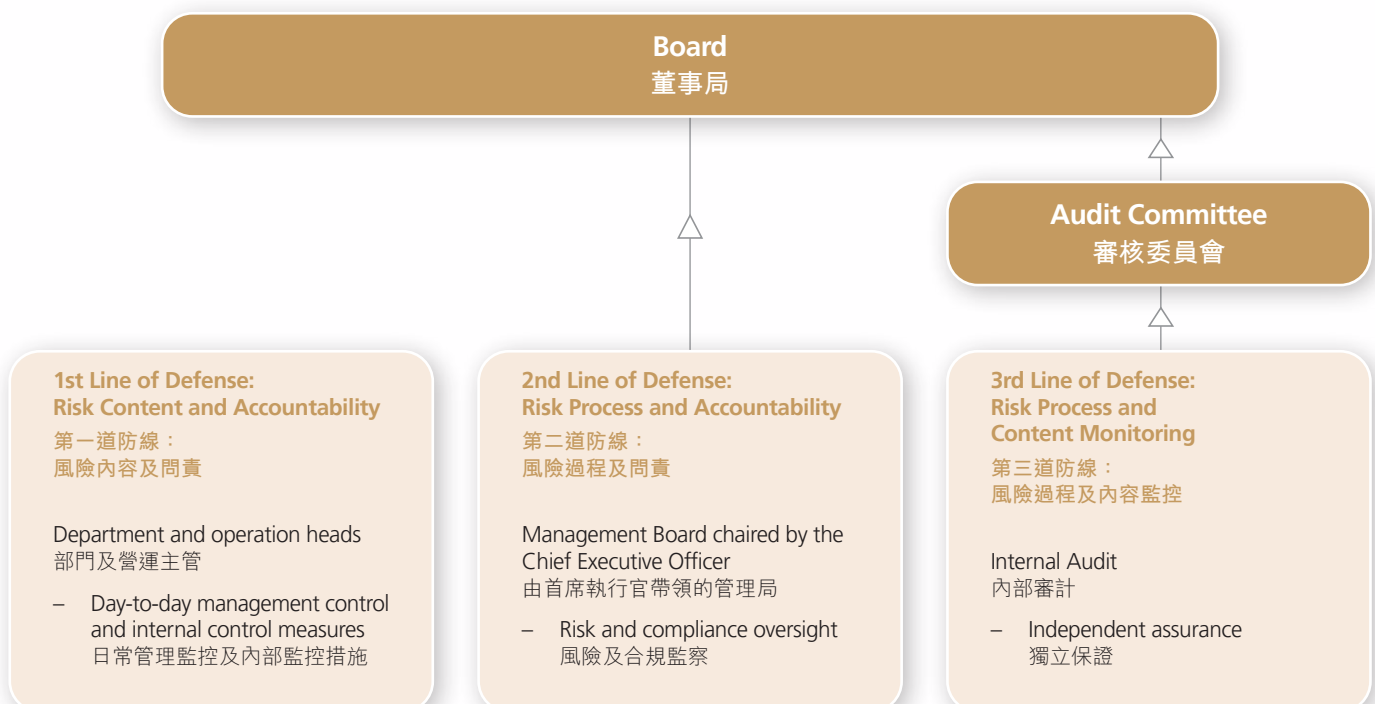 Board
董事局
Audit Committee
審核委員會
1st Line of Defense:
Risk Content and Accountability
第一道防線：
風險內容及問責
Department and operation heads
部門及營運主管
– Day-to-day management control
and internal control measures
日常管理監控及內部監控措施
2nd Line of Defense:
Risk Process and Accountability
第二道防線：
風險過程及問責
Management Board chaired by the
Chief Executive Officer
由首席執行官帶領的管理局
– Risk and compliance oversight
風險及合規監察
3rd Line of Defense:
Risk Process and
Content Monitoring
第三道防線：
風險過程及內容監控
Internal Audit
內部審計
– Independent assurance
獨立保證